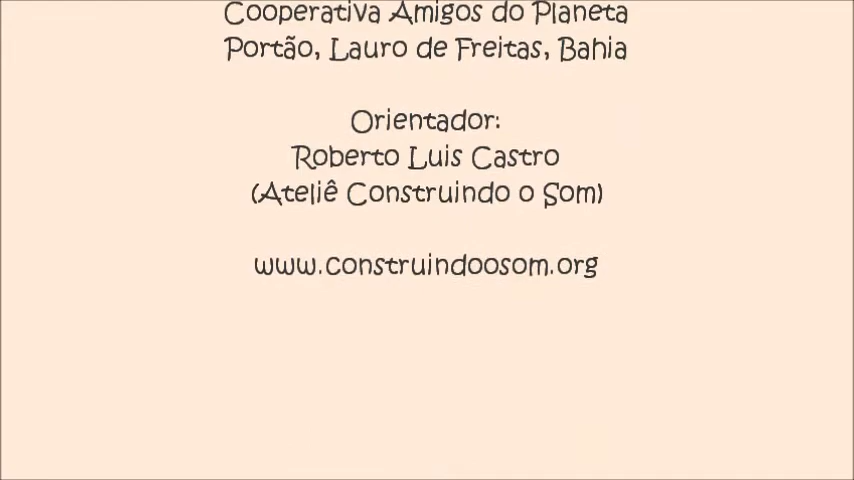 Cooperativa Amigos do Planeta
Portão, Lauro de Freitas, Bahia
Orientador:
Roberto Luis Castro
(Ateliê Construindo o Som)
www.construindoosom.org